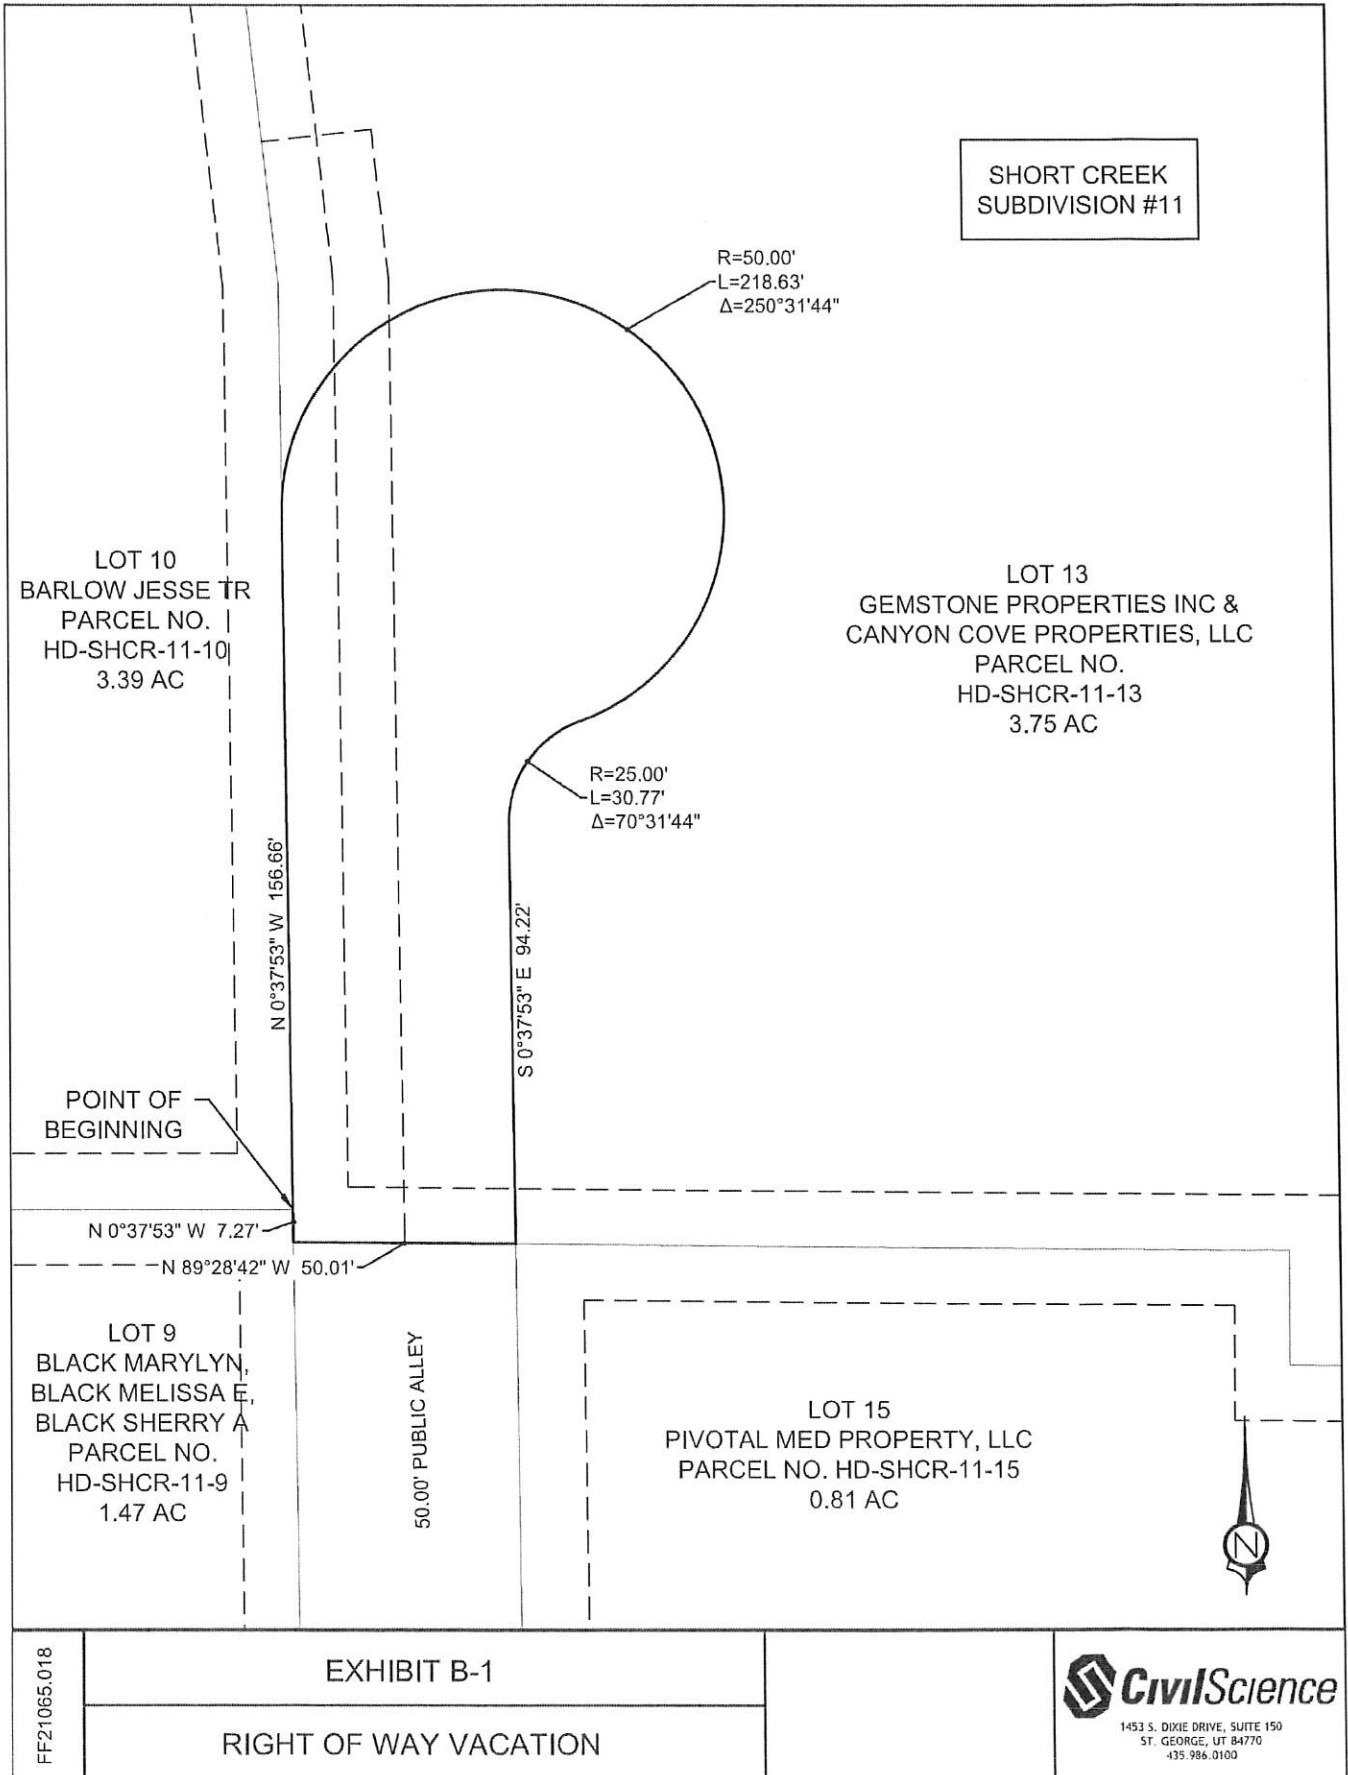 SHORT CREEK
SUBDIVISION #11
R=50.00'
L=218.63'
Δ=250°31'44"
LOT 10
BARLOW JESSE TR
PARCEL NO.
HD-SHCR-11-10
3.39 AC
LOT 13
GEMSTONE PROPERTIES INC &
CANYON COVE PROPERTIES, LLC
PARCEL NO.
HD-SHCR-11-13
3.75 AC
R=25.00'
L=30.77'
Δ=70°31'44"
N 0°37'53" W 156.66'
S 0°37'53" E 94.22'
POINT OF
BEGINNING
N 0°37'53" W 7.27'
N 89°28'42" W 50.01'
LOT 9
BLACK MARYLYN,
BLACK MELISSA E,
BLACK SHERRY A
PARCEL NO.
HD-SHCR-11-9
1.47 AC
50.00' PUBLIC ALLEY
LOT 15
PIVOTAL MED PROPERTY, LLC
PARCEL NO. HD-SHCR-11-15
0.81 AC
N
FF21065.018
EXHIBIT B-1
RIGHT OF WAY VACATION
CivilScience
1453 S. DIXIE DRIVE, SUITE 150
ST. GEORGE, UT 84770
435.986.0100